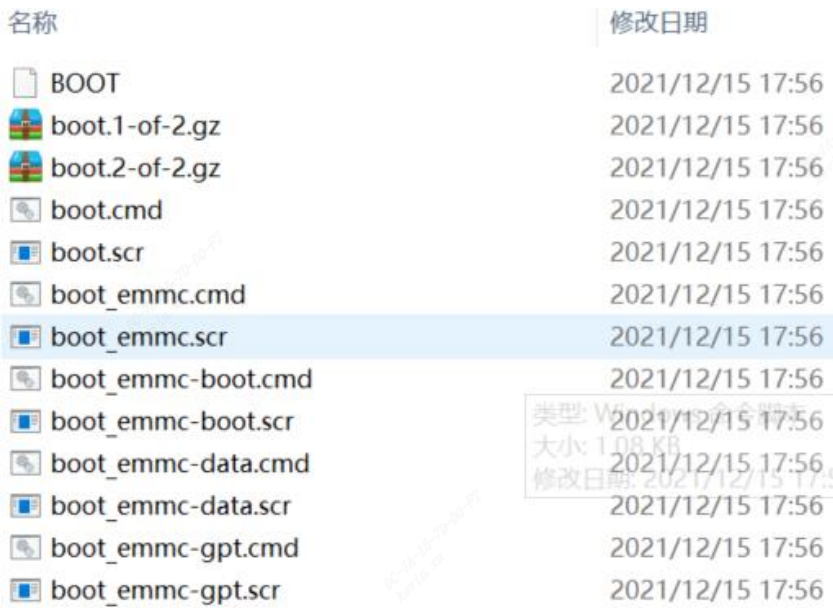 名称 修改日期
BOOT 2021/12/15 17:56
boot.1-of-2.gz 2021/12/15 17:56
boot.2-of-2.gz 2021/12/15 17:56
boot.cmd 2021/12/15 17:56
boot.scr 2021/12/15 17:56
boot_emmc.cmd 2021/12/15 17:56
boot_emmc.scr 2021/12/15 17:56
boot_emmc-boot.cmd 2021/12/15 17:56
boot_emmc-boot.scr 2021/12/15 17:56
类型: Windows 命令脚本
boot_emmc-data.cmd 2021/12/15 17:56
大小: 1.08 KB
boot_emmc-data.scr 2021/12/15 17:56
修改日期: 2021/12/15 17:5
boot_emmc-gpt.cmd 2021/12/15 17:56
boot_emmc-gpt.scr 2021/12/15 17:56